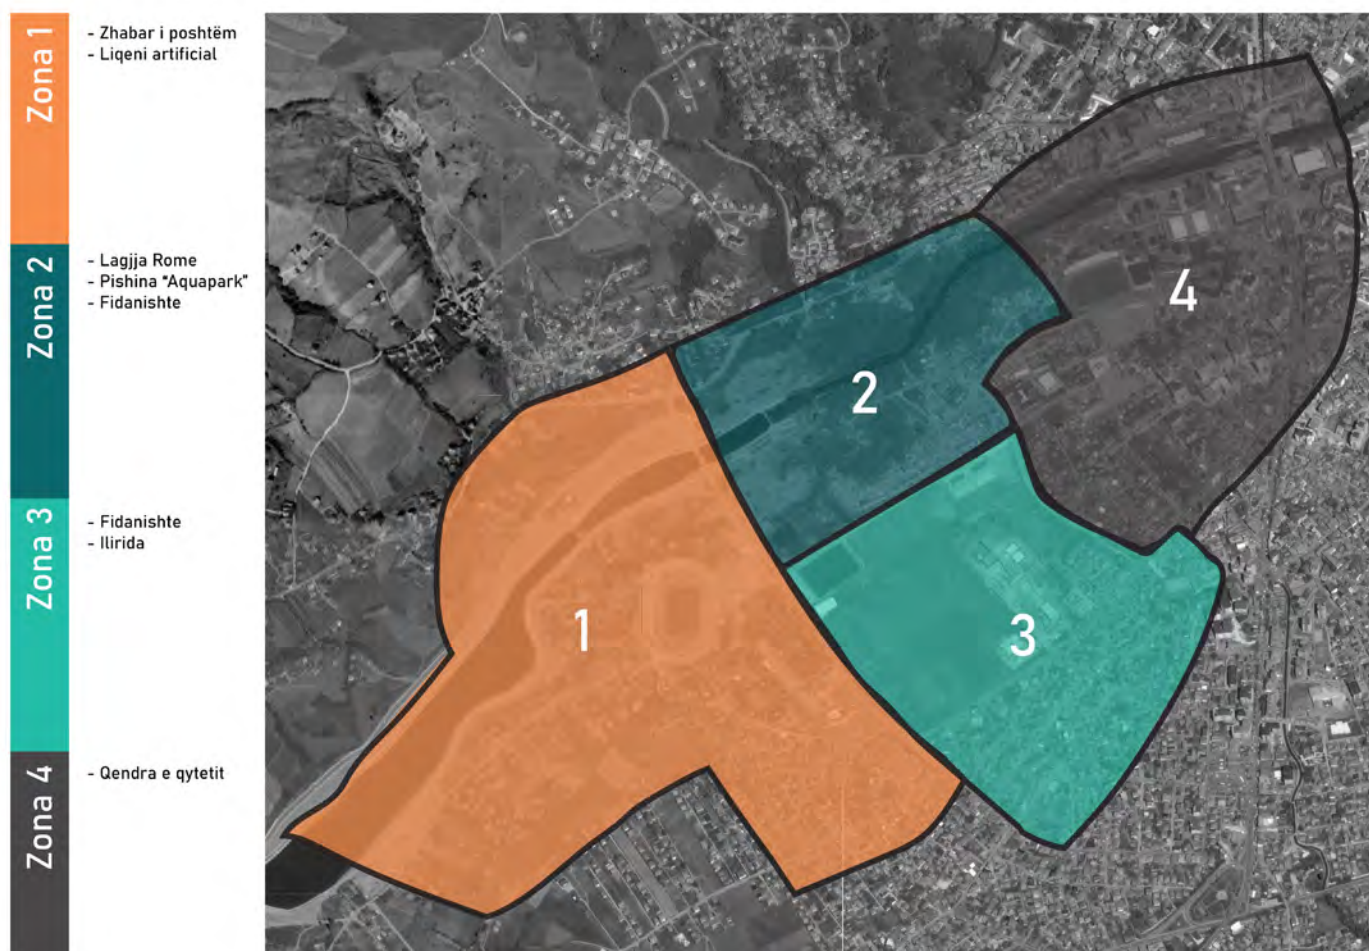 Zona 1
- Zhabar i poshtëm
- Liqeni artificial
Zona 2
- Lagjja Rome
- Pishina "Aquapark"
- Fidanishte
Zona 3
- Fidanishte
- Ilirida
Zona 4
- Qendra e qytetit
1
2
3
4